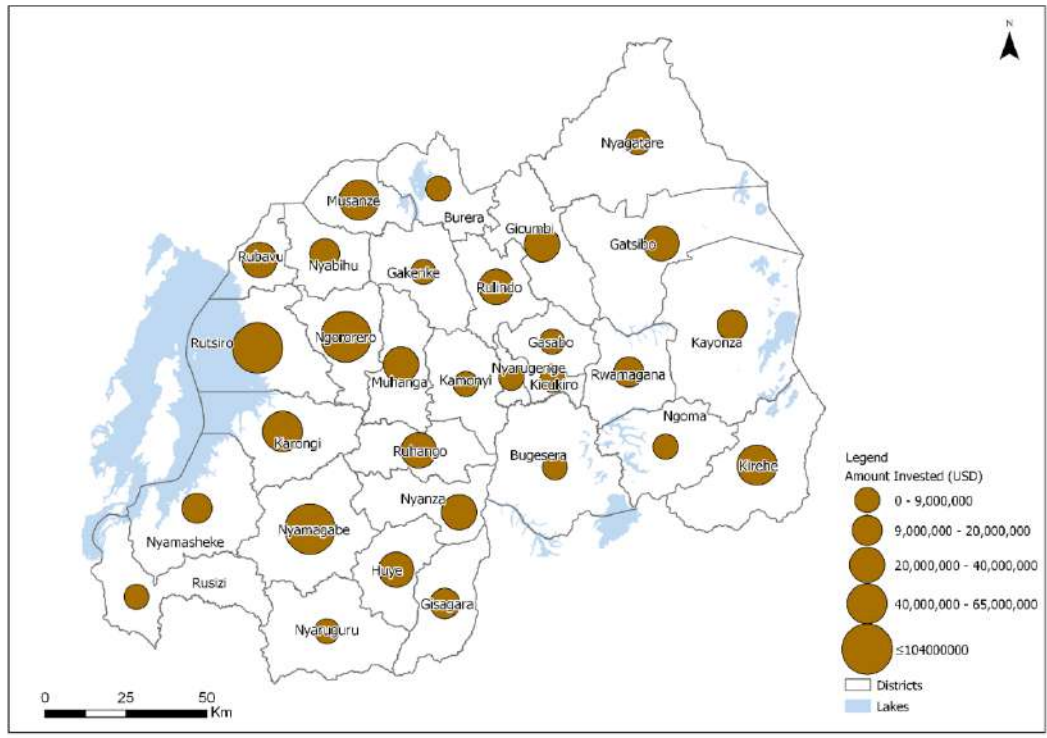 N
Nyagatare
Musanze
Burera
Gicumbi
Gatsibo
Rubavu
Nyabihu
Gakenke
Rulindo
Rutsiro
Ngororero
Gasabo
Kayonza
Nyarugenge
Muhanga
Kamonyi
Kicukiro
Rwamagana
Ngoma
Karongi
Ruhango
Bugesera
Kirehe
Nyanza
Nyamagabe
Nyamasheke
Huye
Rusizi
Gisagara
Nyaruguru
Legend
Amount Invested (USD)
0 - 9,000,000
9,000,000 - 20,000,000
20,000,000 - 40,000,000
40,000,000 - 65,000,000
≤104000000
Districts
Lakes
0 25 50
Km